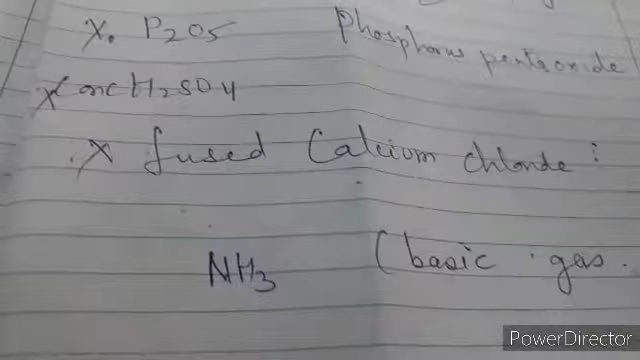 X. P2O5 Phosphorus pentaoxide
X Conc H2SO4
X fused Calcium chloride:
NH3 (basic gas.
PowerDirector